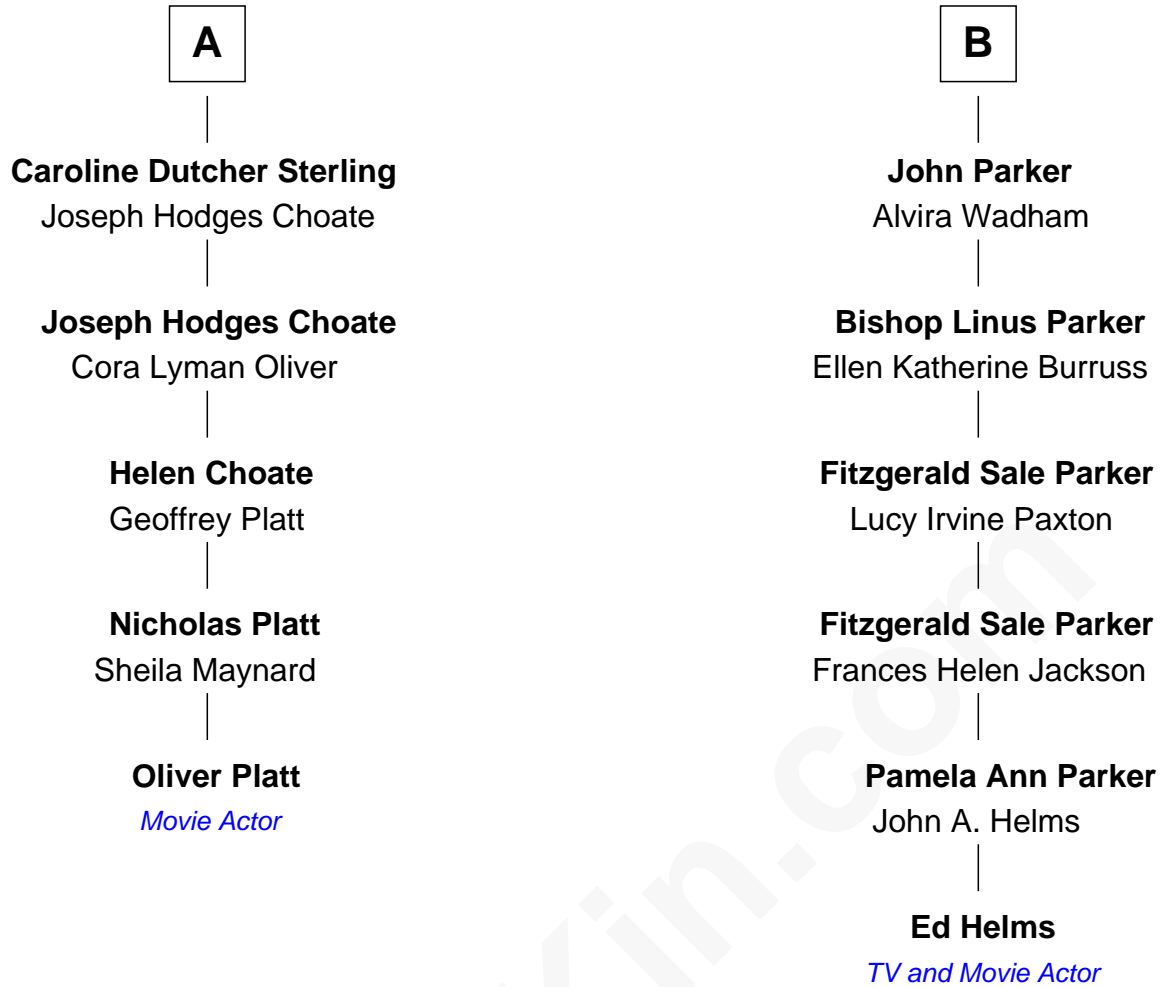 A
Caroline Dutcher Sterling
Joseph Hodges Choate
Joseph Hodges Choate
Cora Lyman Oliver
Helen Choate
Geoffrey Platt
Nicholas Platt
Sheila Maynard
Oliver Platt
Movie Actor
B
John Parker
Alvira Wadham
Bishop Linus Parker
Ellen Katherine Burruss
Fitzgerald Sale Parker
Lucy Irvine Paxton
Fitzgerald Sale Parker
Frances Helen Jackson
Pamela Ann Parker
John A. Helms
Ed Helms
TV and Movie Actor
Kin.com